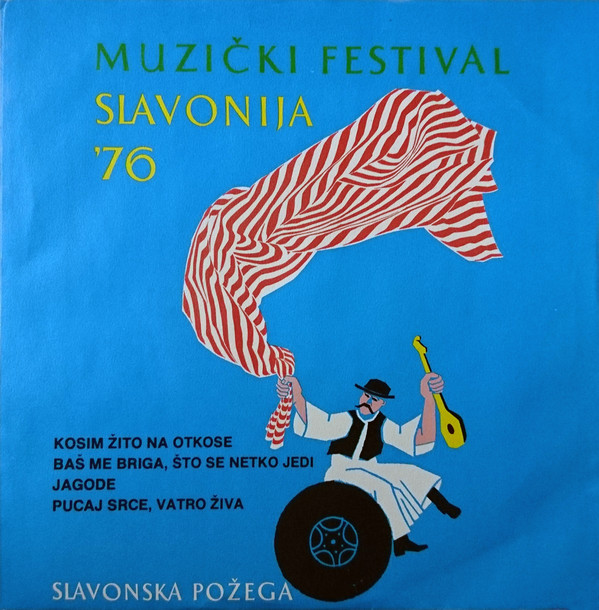 MUZIČKI FESTIVAL
SLAVONIJA
'76
KOSIM ŽITO NA OTKOSE
BAŠ ME BRIGA, ŠTO SE NETKO JEDI
JAGODE
PUCAJ SRCE, VATRO ŽIVA
SLAVONSKA POŽEGA